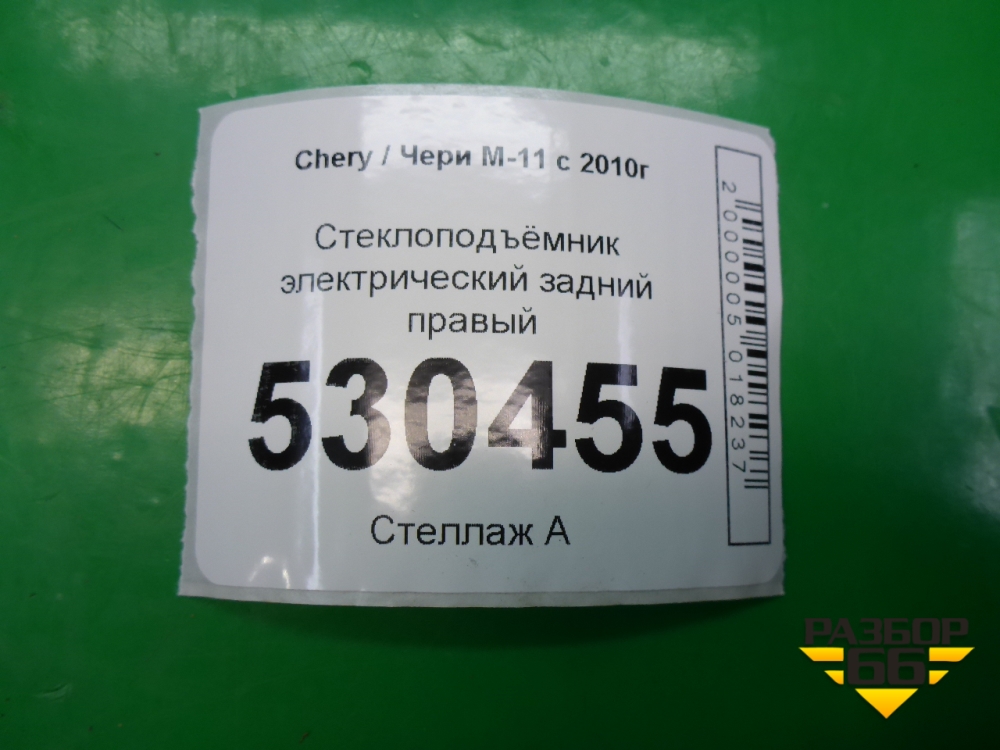 Chery / Чери М-11 с 2010г
Стеклоподъёмник
электрический задний
правый
530455
Стеллаж А
2000005018237
РАЗБОР
66